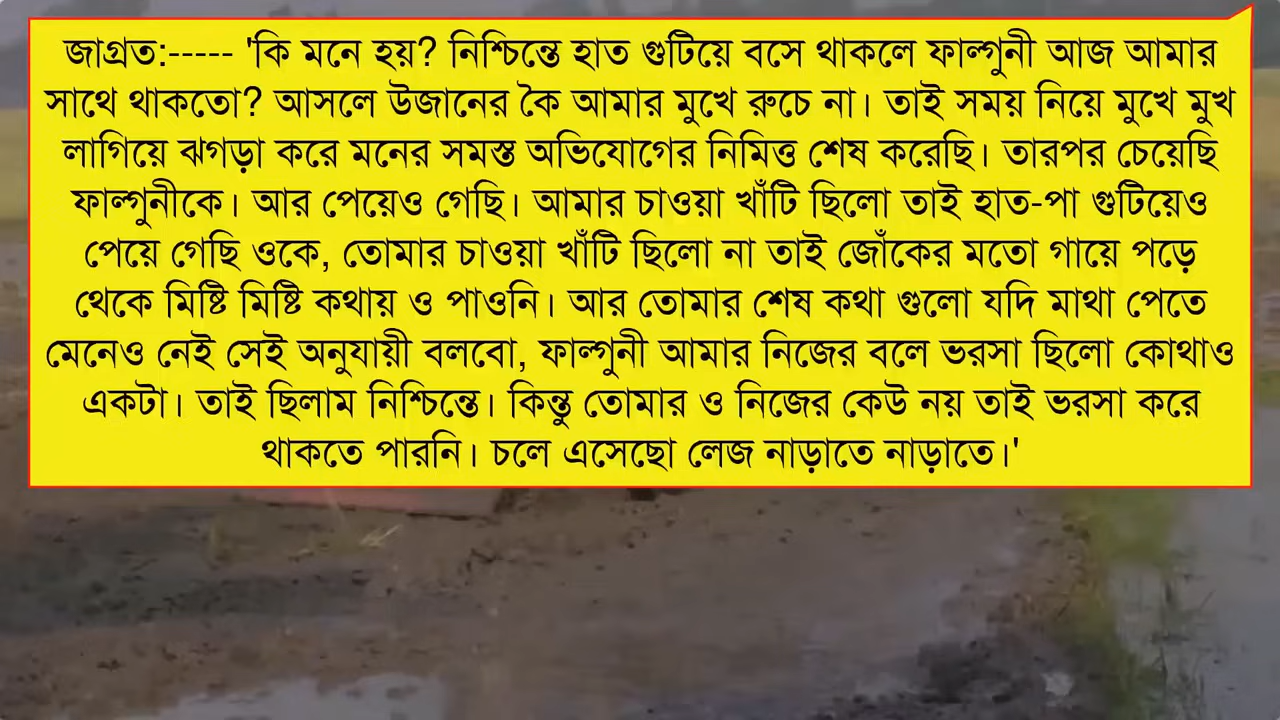 জাগ্রত:----- 'কি মনে হয়? নিশ্চিন্তে হাত গুটিয়ে বসে থাকলে ফাল্গুনী আজ আমার
সাথে থাকতো? আসলে উজানের কৈ আমার মুখে রুচে না। তাই সময় নিয়ে মুখে মুখ
লাগিয়ে ঝগড়া করে মনের সমস্ত অভিযোগের নিমিত্ত শেষ করেছি। তারপর চেয়েছি
ফাল্গুনীকে। আর পেয়েও গেছি। আমার চাওয়া খাঁটি ছিলো তাই হাত-পা গুটিয়েও
পেয়ে গেছি ওকে, তোমার চাওয়া খাঁটি ছিলো না তাই জোঁকের মতো গায়ে পড়ে
থেকে মিষ্টি মিষ্টি কথায় ও পাওনি। আর তোমার শেষ কথা গুলো যদি মাথা পেতে
মেনেও নেই সেই অনুযায়ী বলবো, ফাল্গুনী আমার নিজের বলে ভরসা ছিলো কোথাও
একটা। তাই ছিলাম নিশ্চিন্তে। কিন্তু তোমার ও নিজের কেউ নয় তাই ভরসা করে
থাকতে পারনি। চলে এসেছো লেজ নাড়াতে নাড়াতে।'